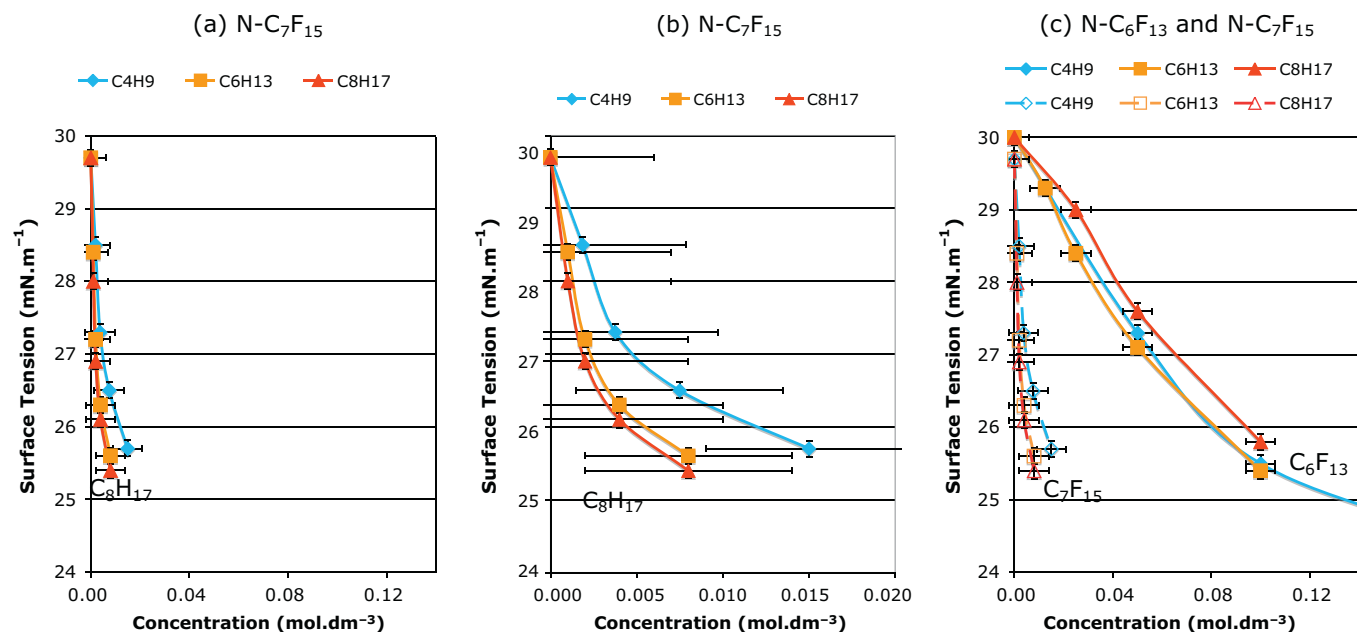 (a) N-C₇F₁₅
C4H9 C6H13 C8H17
Surface Tension (mN.m⁻¹)
30
29
28
27
26
25
24
C₈H₁₇
0.00 0.04 0.08 0.12
Concentration (mol.dm⁻³)
(b) N-C₇F₁₅
C4H9 C6H13 C8H17
Surface Tension (mN.m⁻¹)
30
29
28
27
26
25
24
C₈H₁₇
0.000 0.005 0.010 0.015 0.020
Concentration (mol.dm⁻³)
(c) N-C₆F₁₃ and N-C₇F₁₅
C4H9 C6H13 C8H17
C4H9 C6H13 C8H17
Surface Tension (mN.m⁻¹)
30
29
28
27
26
25
24
C₆F₁₃
C₇F₁₅
0.00 0.04 0.08 0.12
Concentration (mol.dm⁻³)